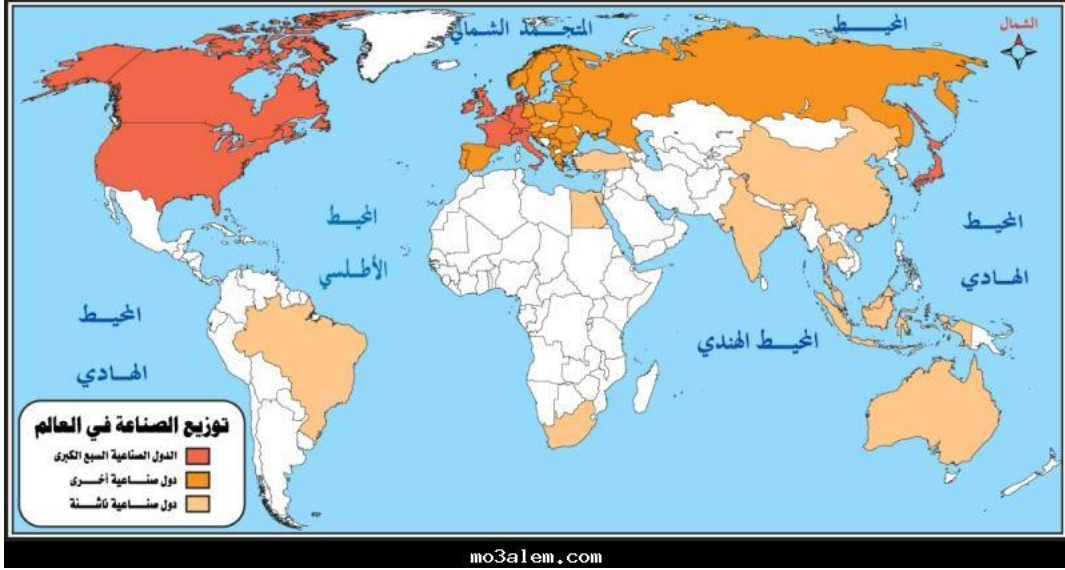 المحيط
المتجمد الشمالي
الشمال
المحيط
الأطلسي
المحيط
الهادي
المحيط
الهادي
المحيط الهندي
توزيع الصناعة في العالم
الدول الصناعية السبع الكبرى
دول صناعية أخرى
دول صناعية ناشئة
mo3alem.com